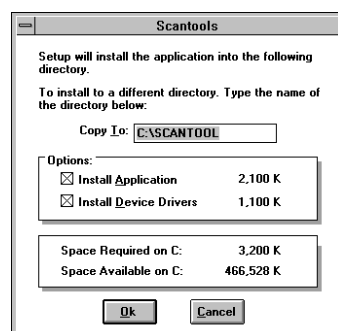 Scantools
Setup will install the application into the following
directory.
To install to a different directory. Type the name of
the directory below:
Copy To: C:\SCANTOOL
Options:
Install Application 2,100 K
Install Device Drivers 1,100 K
Space Required on C: 3,200 K
Space Available on C: 466,528 K
Ok Cancel